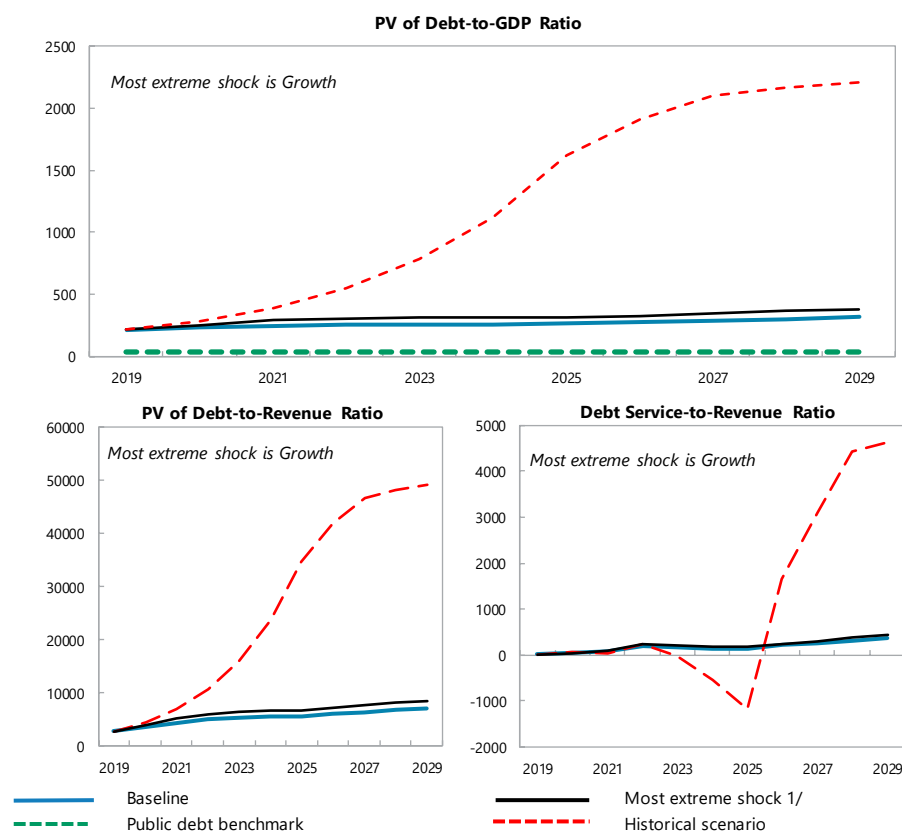 PV of Debt-to-GDP Ratio
2500
Most extreme shock is Growth
2000
1500
1000
500
0
2019 2021 2023 2025 2027 2029
PV of Debt-to-Revenue Ratio
60000
Most extreme shock is Growth
50000
40000
30000
20000
10000
0
2019 2021 2023 2025 2027 2029
Debt Service-to-Revenue Ratio
5000
Most extreme shock is Growth
4000
3000
2000
1000
0
-1000
-2000
2019 2021 2023 2025 2027 2029
Baseline
Public debt benchmark
Most extreme shock 1/
Historical scenario